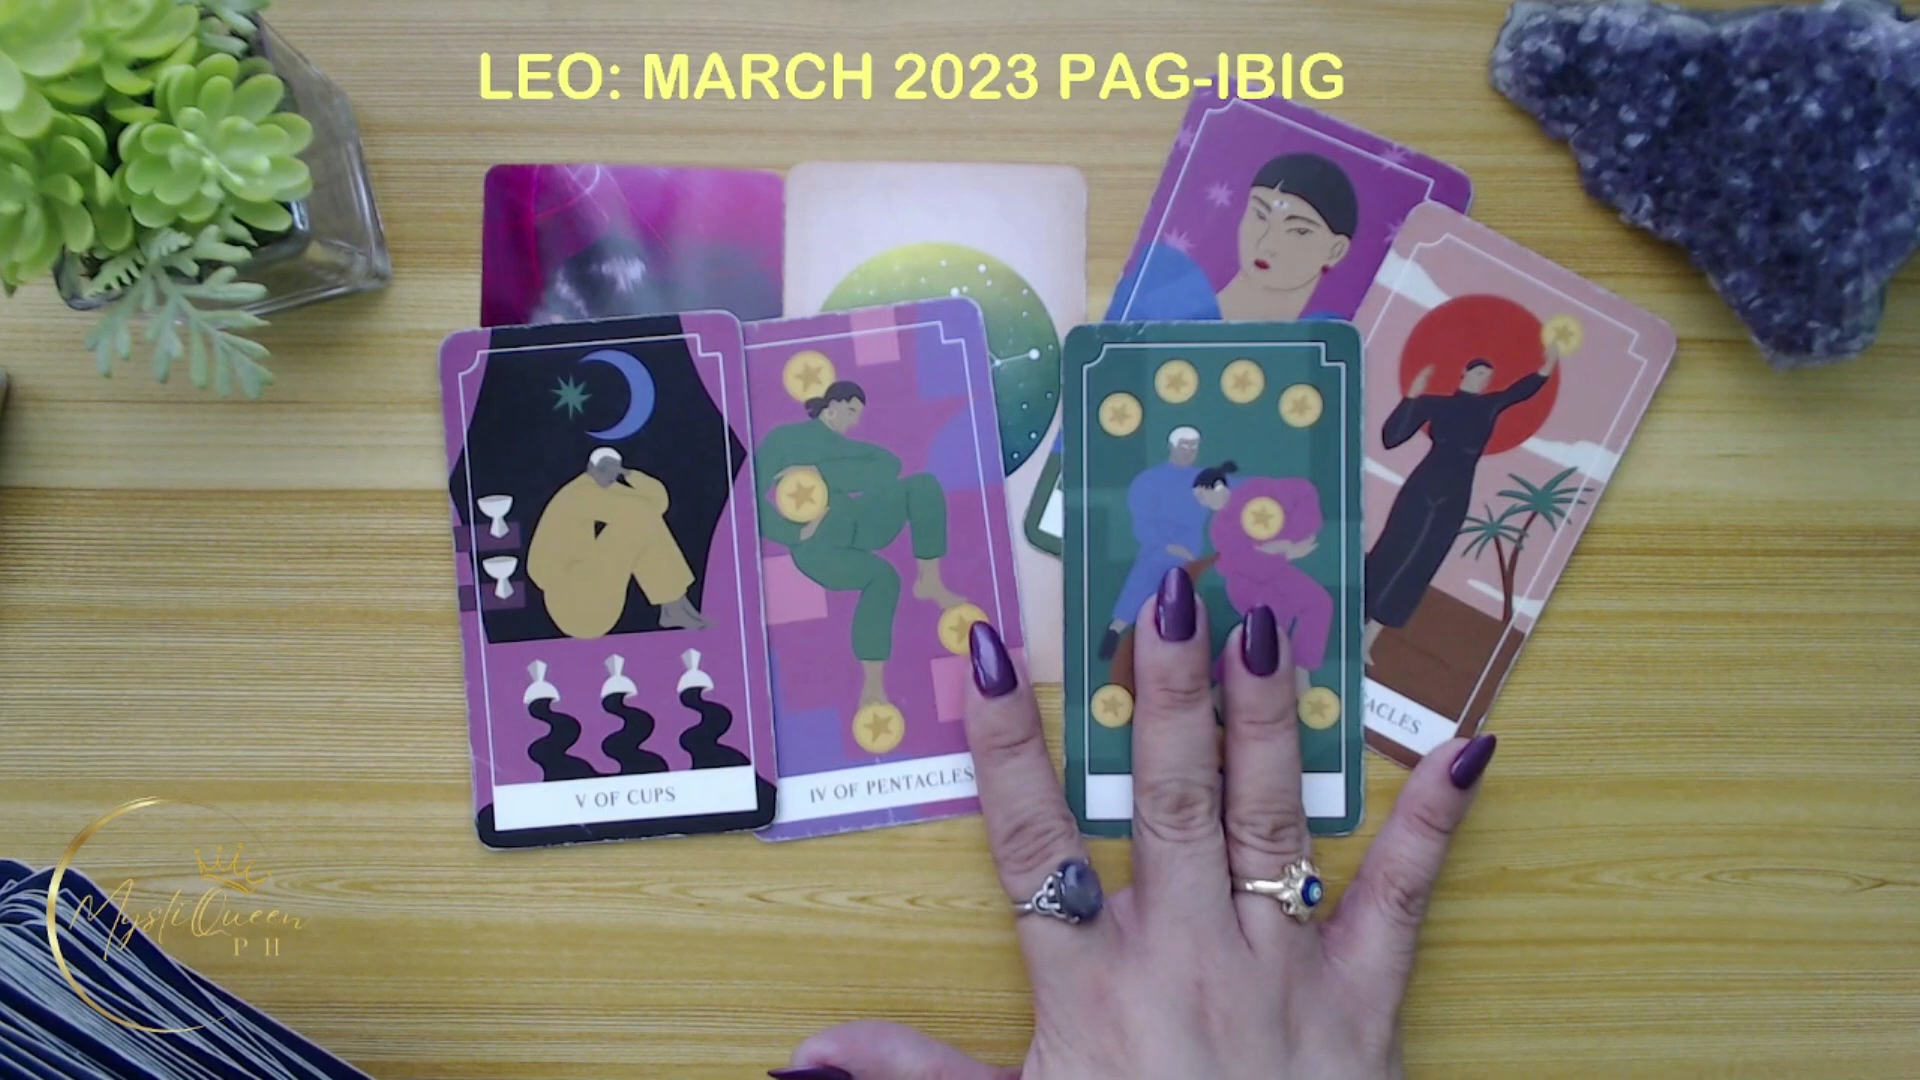 LEO: MARCH 2023 PAG-IBIG
ACLES
IV OF PENTACLES
V OF CUPS
MystiQueen
PH